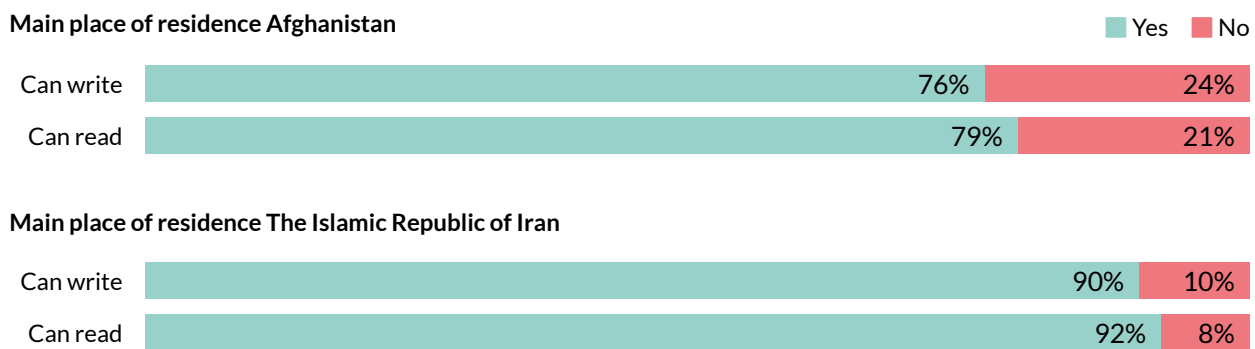 Main place of residence Afghanistan
Yes No
Can write 76% 24%
Can read 79% 21%
Main place of residence The Islamic Republic of Iran
Can write 90% 10%
Can read 92% 8%